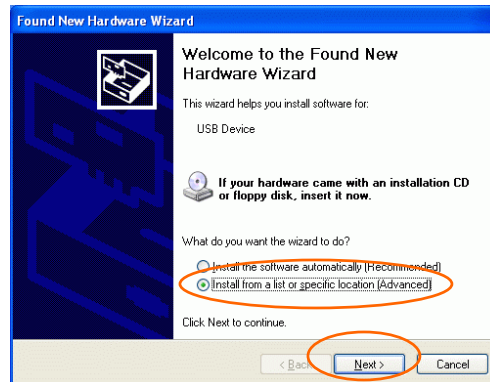 Found New Hardware Wizard
Welcome to the Found New
Hardware Wizard
This wizard helps you install software for:
USB Device
If your hardware came with an installation CD
or floppy disk, insert it now.
What do you want the wizard to do?
Install the software automatically (Recommended)
Install from a list or specific location (Advanced)
Click Next to continue.
< Back Next > Cancel